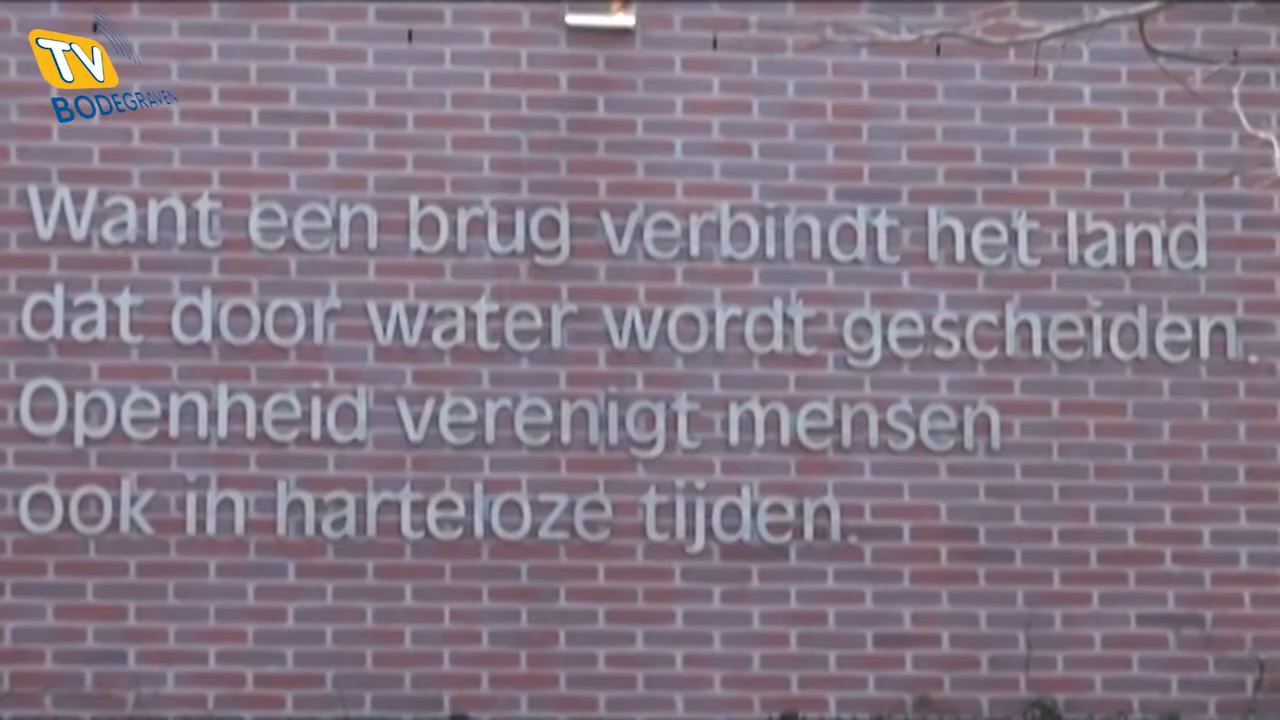 TV
BODEGRAVEN
Want een brug verbindt het land
dat door water wordt gescheiden.
Openheid verenigt mensen
ook in harteloze tijden.